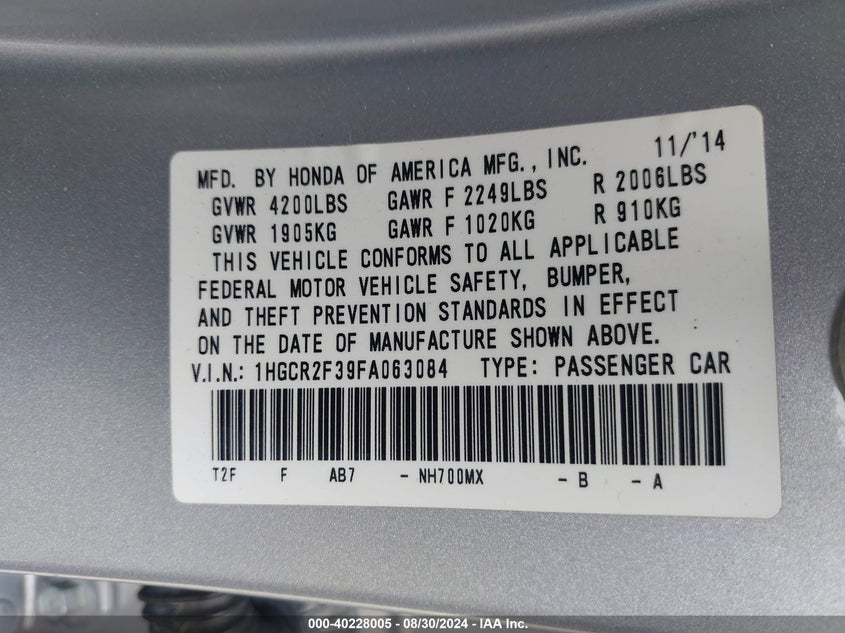 MFD. BY HONDA OF AMERICA MFG., INC. 11/'14
GVWR 4200LBS GAWR F 2249LBS R 2006LBS
GVWR 1905KG GAWR F 1020KG R 910KG
THIS VEHICLE CONFORMS TO ALL APPLICABLE
FEDERAL MOTOR VEHICLE SAFETY, BUMPER,
AND THEFT PREVENTION STANDARDS IN EFFECT
ON THE DATE OF MANUFACTURE SHOWN ABOVE.
V.I.N.: 1HGCR2F39FA063084 TYPE: PASSENGER CAR
T2F F AB7 - NH700MX - B - A
000-40228005 - 08/30/2024 - IAA Inc.